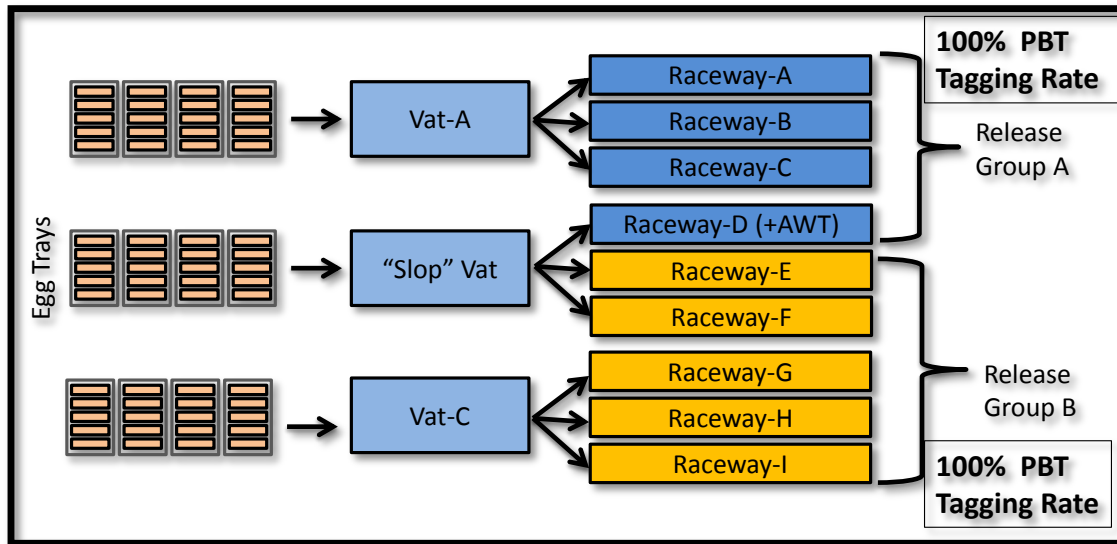 Egg Trays
Vat-A
“Slop” Vat
Vat-C
Raceway-A
Raceway-B
Raceway-C
Raceway-D (+AWT)
Raceway-E
Raceway-F
Raceway-G
Raceway-H
Raceway-I
100%  PBT
Tagging Rate
Release
Group A
Release
Group B
100%  PBT
Tagging Rate